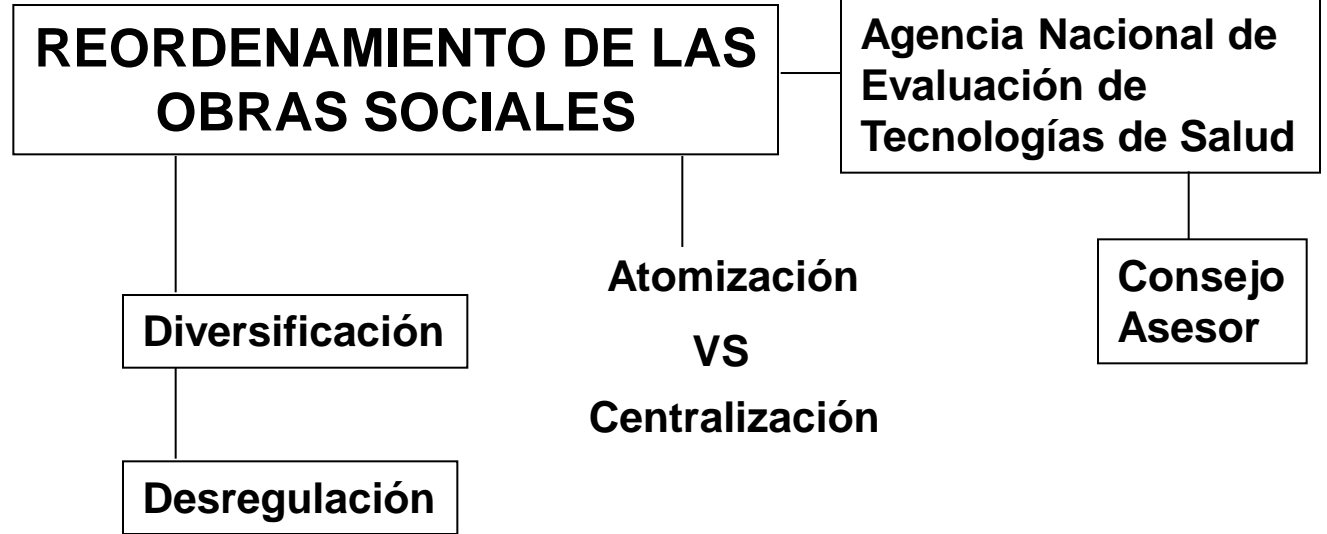 REORDENAMIENTO DE LAS
OBRAS SOCIALES
Agencia Nacional de
Evaluación de
Tecnologías de Salud
Diversificación
Desregulación
Atomización
VS
Centralización
Consejo
Asesor